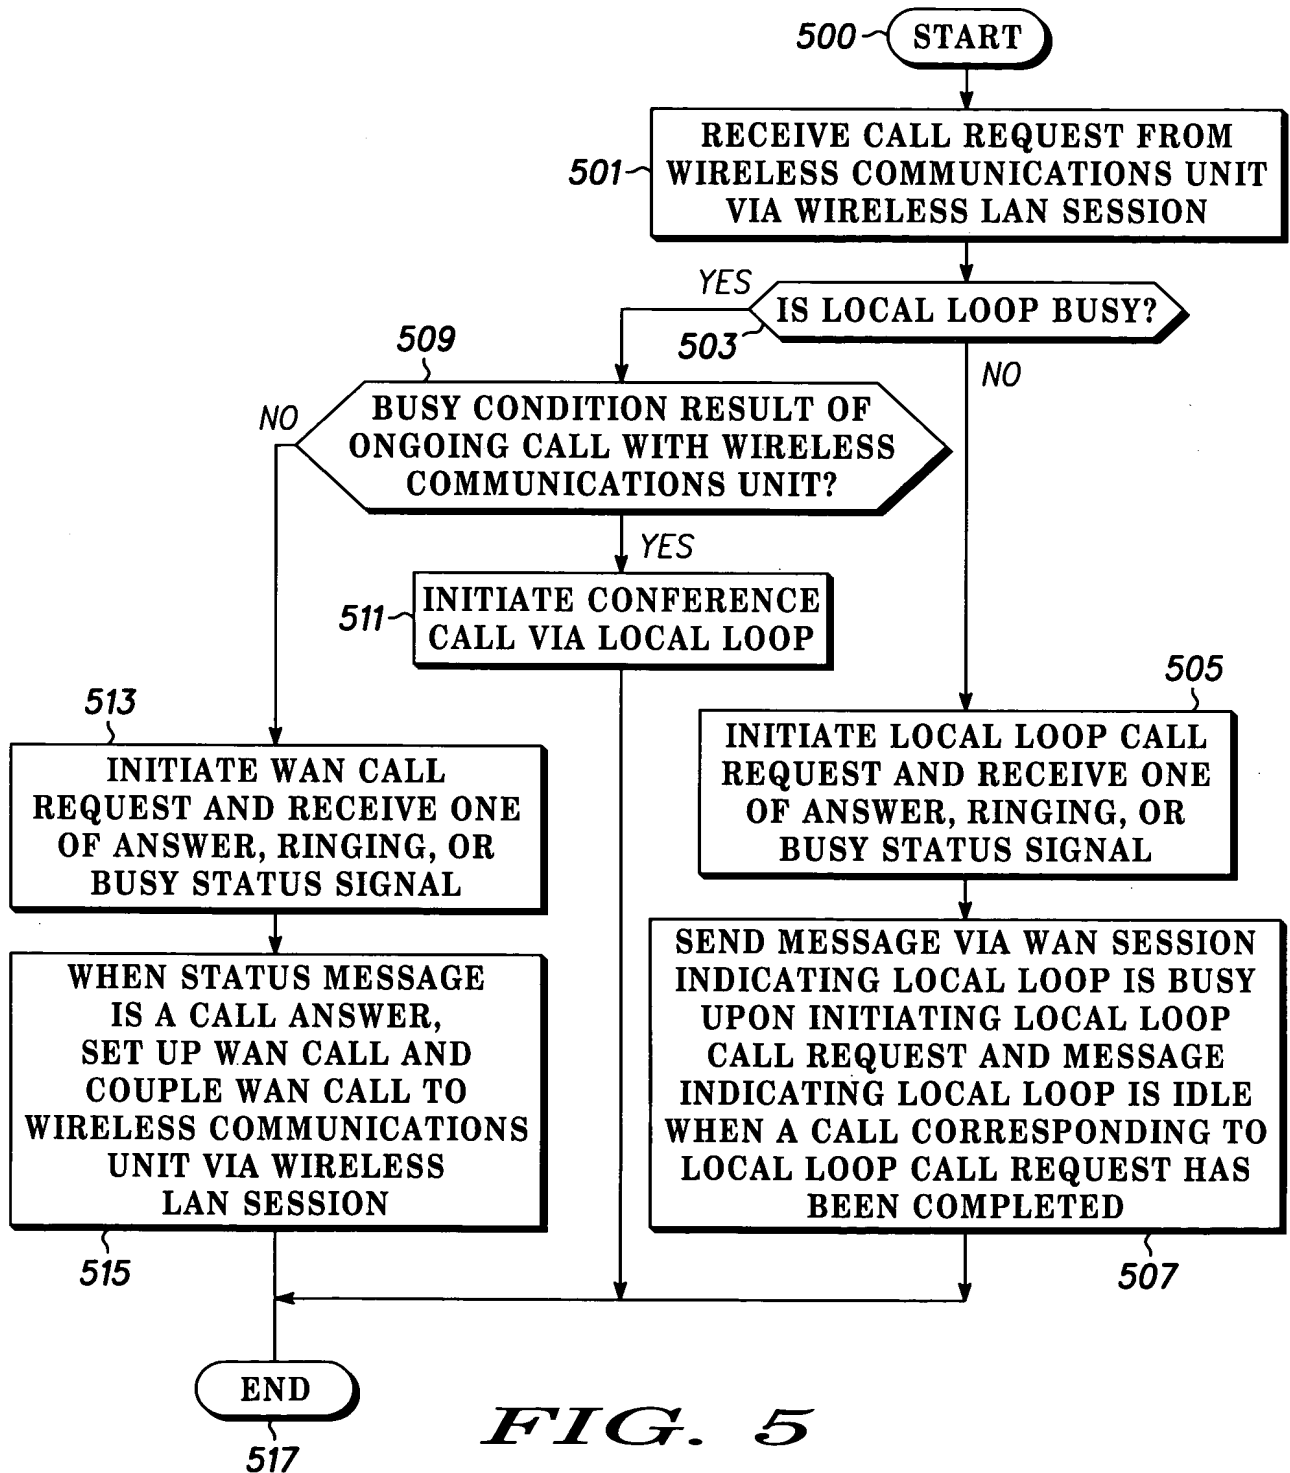 500
START
RECEIVE CALL REQUEST FROM
WIRELESS COMMUNICATIONS UNIT
VIA WIRELESS LAN SESSION
501
YES
IS LOCAL LOOP BUSY?
503
NO
509
BUSY CONDITION RESULT OF
ONGOING CALL WITH WIRELESS
COMMUNICATIONS UNIT?
NO
YES
511
INITIATE CONFERENCE
CALL VIA LOCAL LOOP
505
INITIATE LOCAL LOOP CALL
REQUEST AND RECEIVE ONE
OF ANSWER, RINGING, OR
BUSY STATUS SIGNAL
513
INITIATE WAN CALL
REQUEST AND RECEIVE ONE
OF ANSWER, RINGING, OR
BUSY STATUS SIGNAL
WHEN STATUS MESSAGE
IS A CALL ANSWER,
SET UP WAN CALL AND
COUPLE WAN CALL TO
WIRELESS COMMUNICATIONS
UNIT VIA WIRELESS
LAN SESSION
515
SEND MESSAGE VIA WAN SESSION
INDICATING LOCAL LOOP IS BUSY
UPON INITIATING LOCAL LOOP
CALL REQUEST AND MESSAGE
INDICATING LOCAL LOOP IS IDLE
WHEN A CALL CORRESPONDING TO
LOCAL LOOP CALL REQUEST HAS
BEEN COMPLETED
507
END
517
FIG. 5